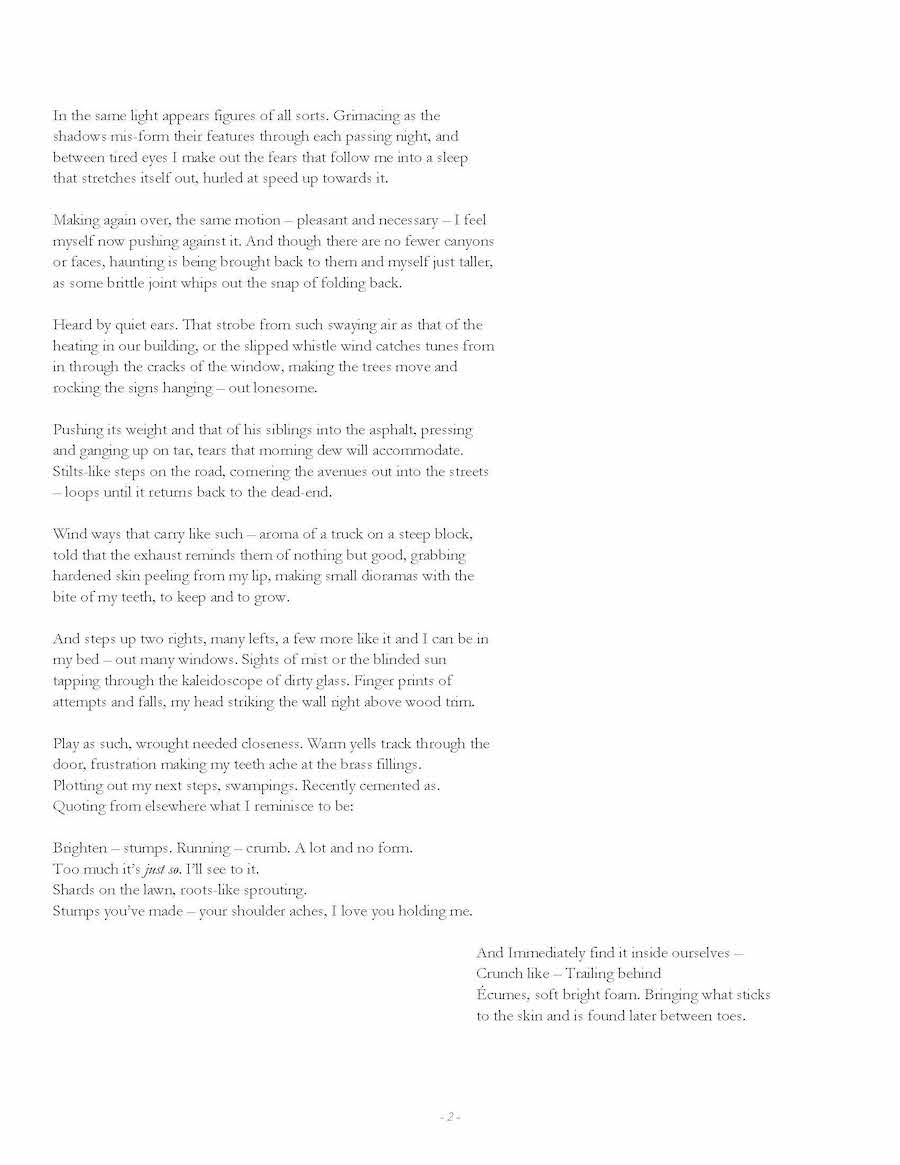 In the same light appears figures of all sorts. Grimacing as the
shadows mis-form their features through each passing night, and
between tired eyes I make out the fears that follow me into a sleep
that stretches itself out, hurled at speed up towards it.
Making again over, the same motion – pleasant and necessary – I feel
myself now pushing against it. And though there are no fewer canyons
or faces, haunting is being brought back to them and myself just taller,
as some brittle joint whips out the snap of folding back.
Heard by quiet ears. That strobe from such swaying air as that of the
heating in our building, or the slipped whistle wind catches tunes from
in through the cracks of the window, making the trees move and
rocking the signs hanging – out lonesome.
Pushing its weight and that of his siblings into the asphalt, pressing
and ganging up on tar, tears that morning dew will accommodate.
Stilts-like steps on the road, cornering the avenues out into the streets
– loops until it returns back to the dead-end.
Wind ways that carry like such – aroma of a truck on a steep block,
told that the exhaust reminds them of nothing but good, grabbing
hardened skin peeling from my lip, making small dioramas with the
bite of my teeth, to keep and to grow.
And steps up two rights, many lefts, a few more like it and I can be in
my bed – out many windows. Sights of mist or the blinded sun
tapping through the kaleidoscope of dirty glass. Finger prints of
attempts and falls, my head striking the wall right above wood trim.
Play as such, wrought needed closeness. Warm yells track through the
door, frustration making my teeth ache at the brass fillings.
Plotting out my next steps, swampings. Recently cemented as.
Quoting from elsewhere what I reminisce to be:
Brighten – stumps. Running – crumb. A lot and no form.
Too much it's just so. I'll see to it.
Shards on the lawn, roots-like sprouting.
Stumps you've made – your shoulder aches, I love you holding me.
And Immediately find it inside ourselves –
Crunch like – Trailing behind
Écumes, soft bright foam. Bringing what sticks
to the skin and is found later between toes.
- 2 -